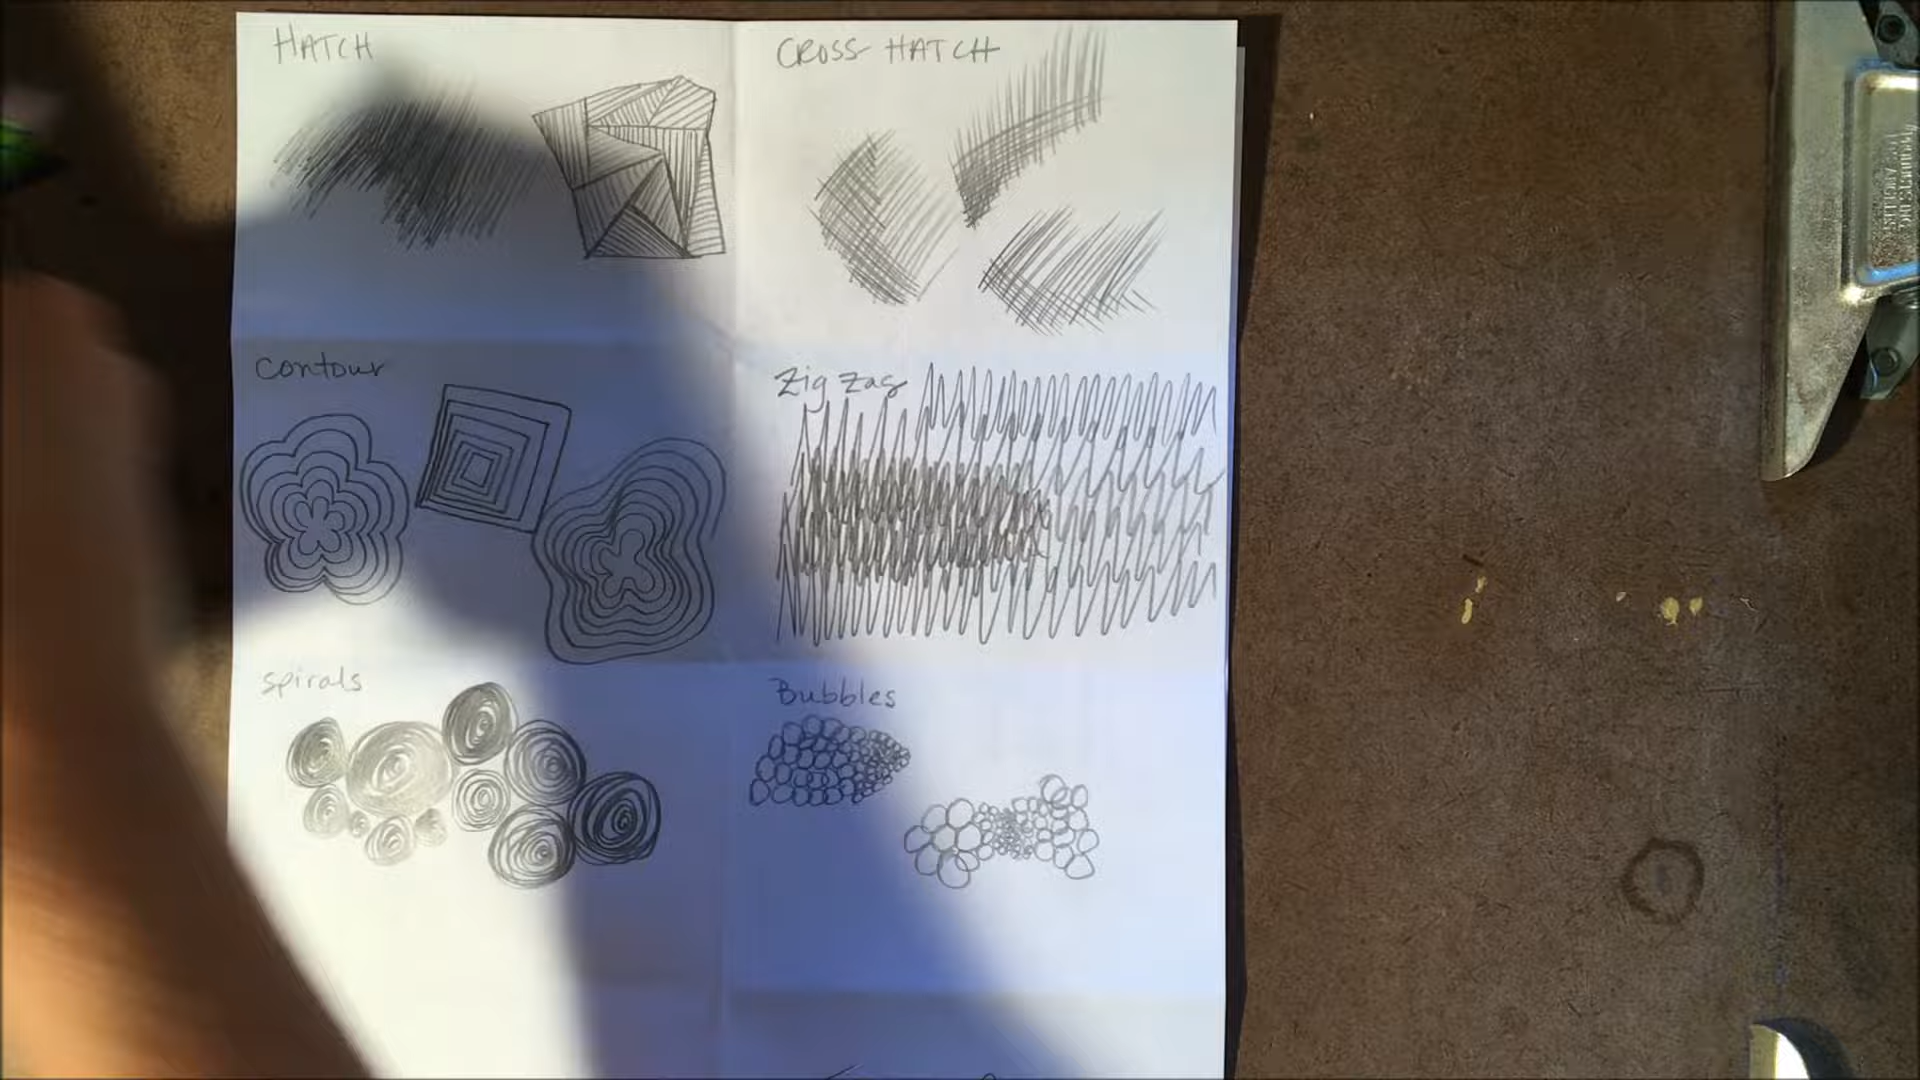 HATCH
CROSS HATCH
contour
Zig Zag
spirals
Bubbles